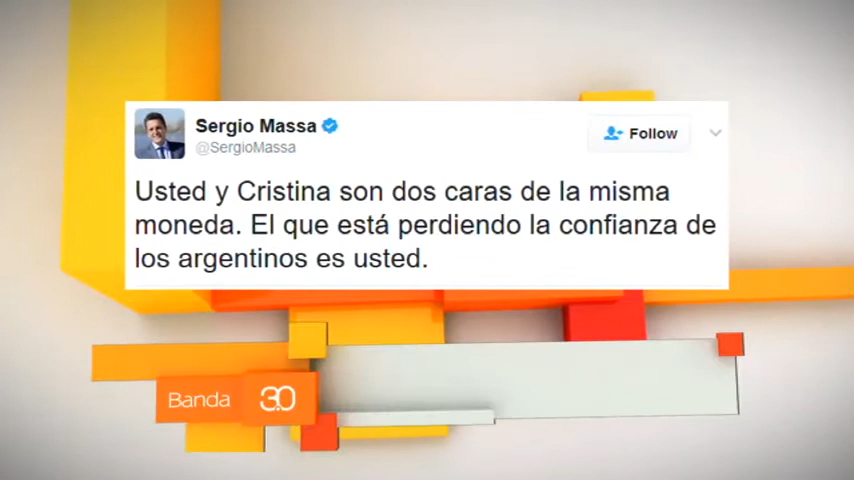 Sergio Massa
@SergioMassa
Follow
Usted y Cristina son dos caras de la misma
moneda. El que está perdiendo la confianza de
los argentinos es usted.
Banda 3.0